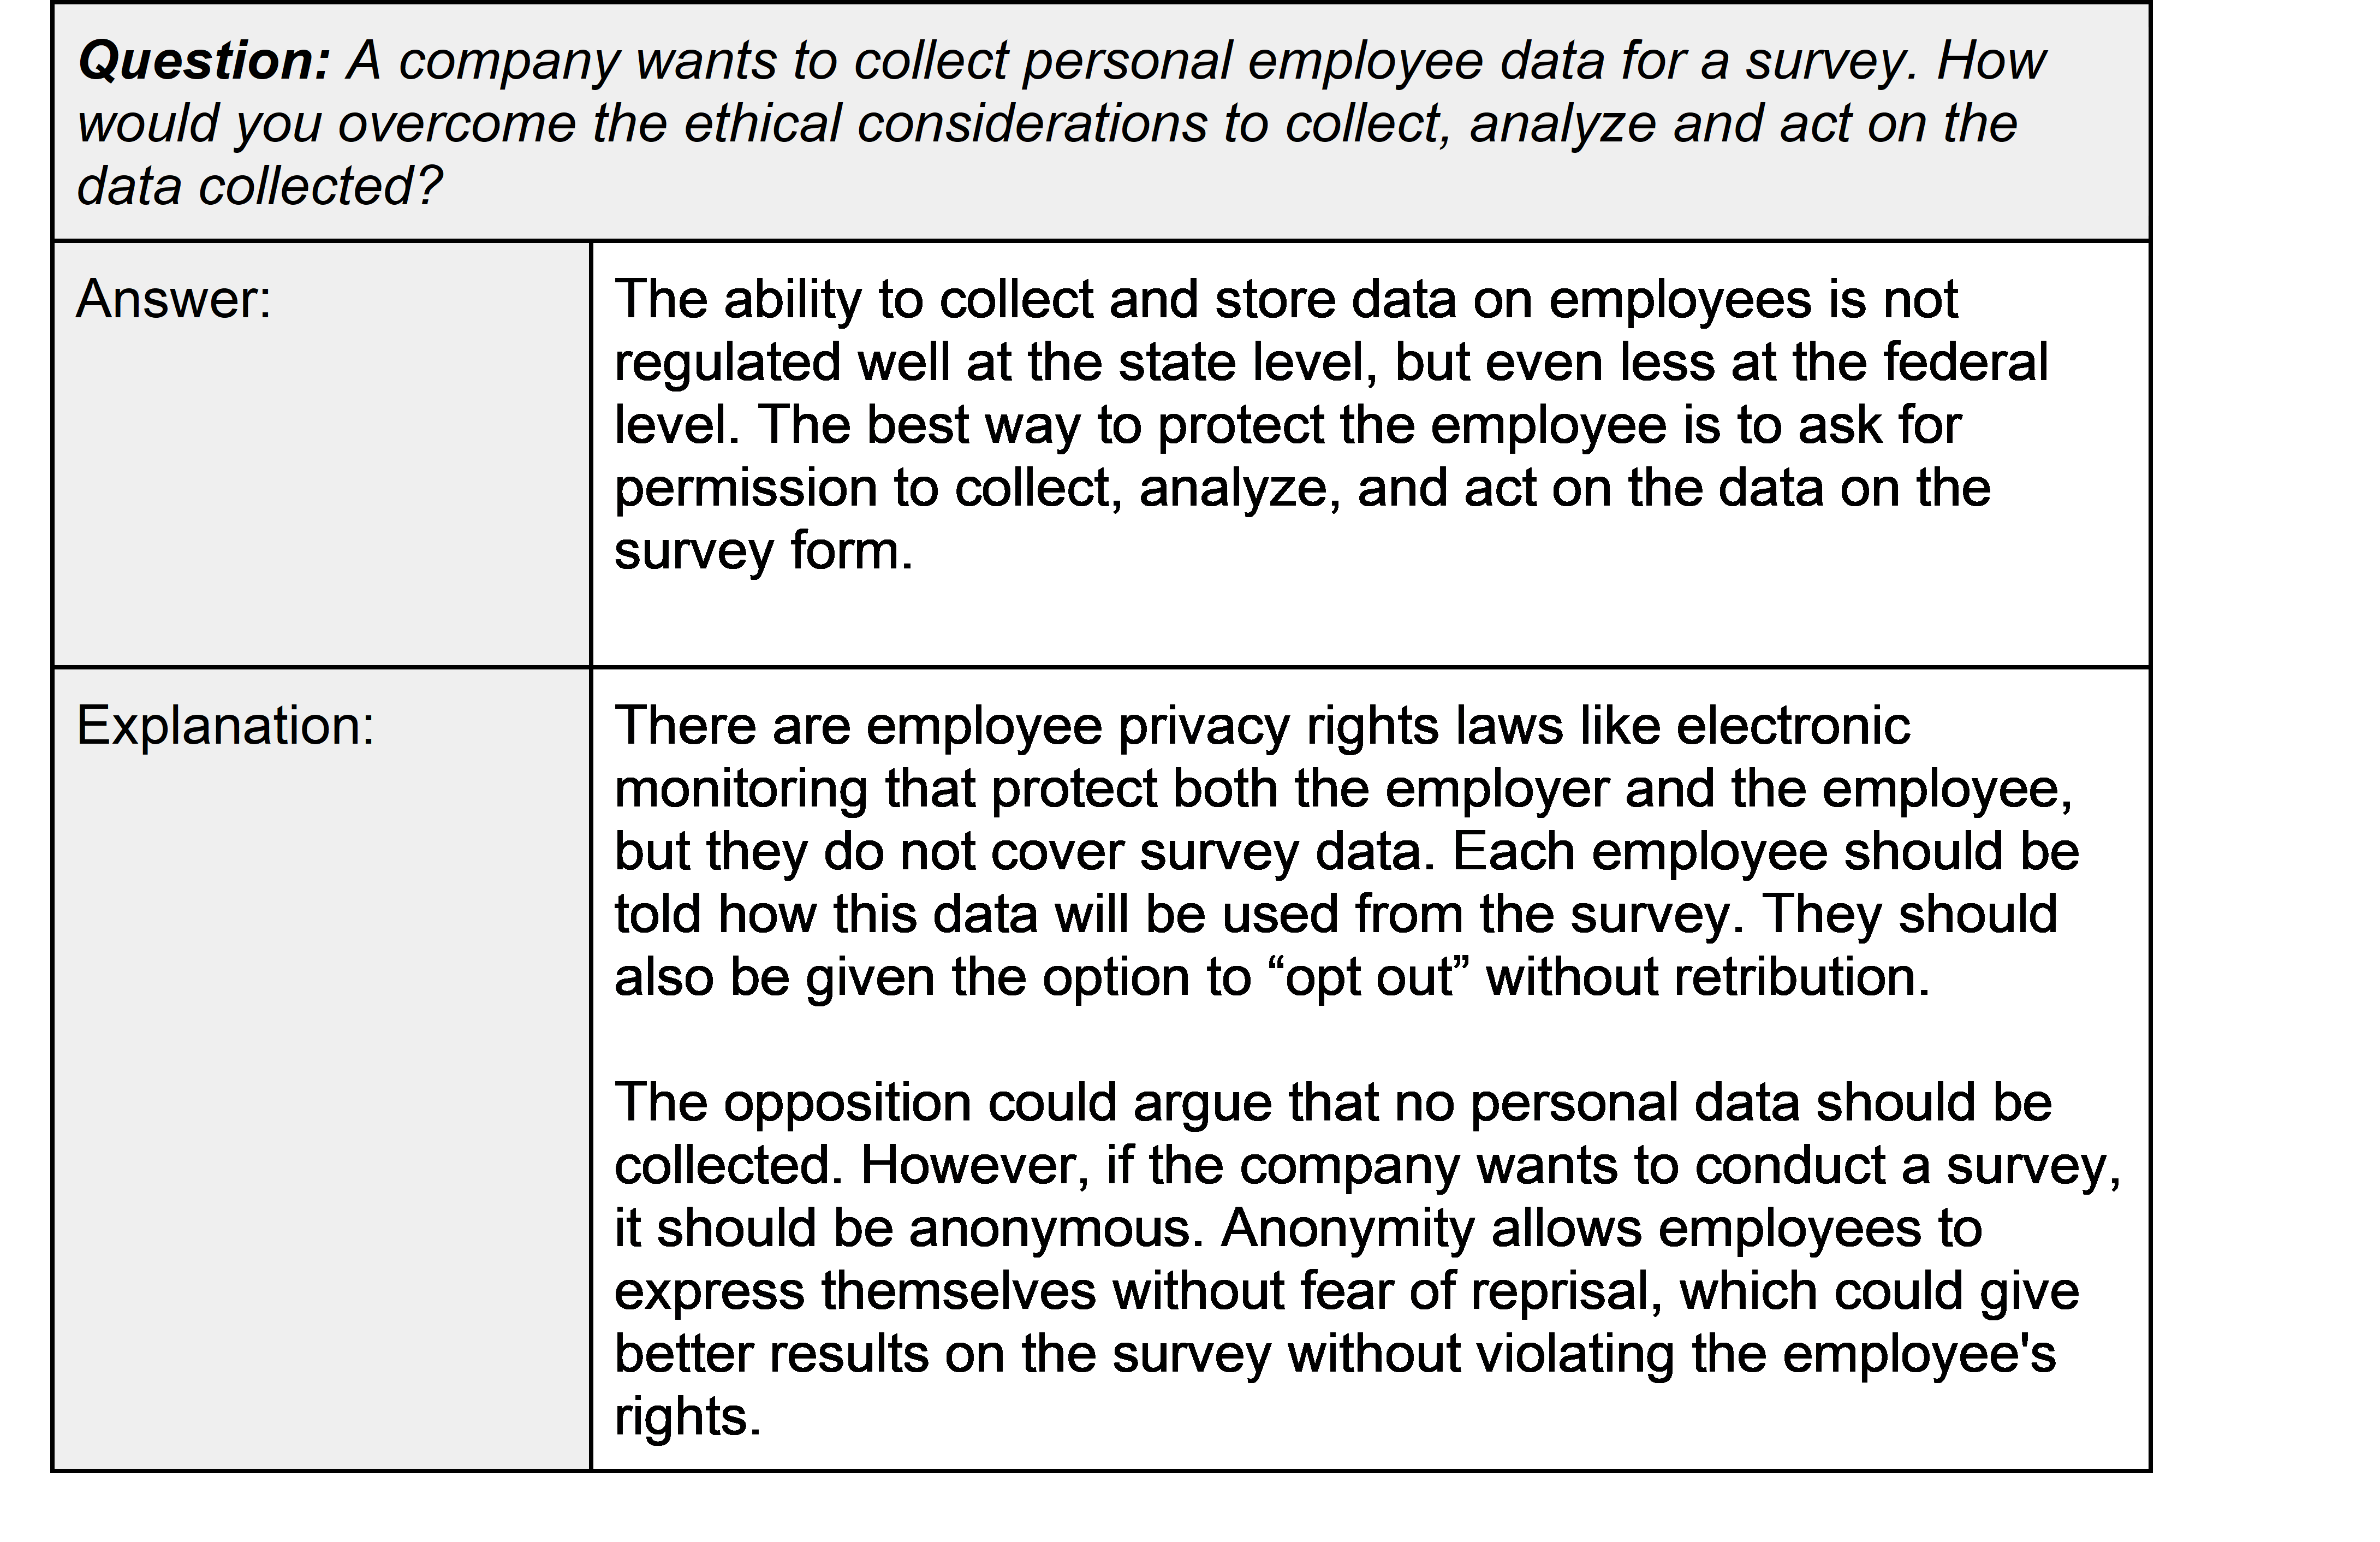 Question: A company wants to collect personal employee data for a survey. How
would you overcome the ethical considerations to collect, analyze and act on the
data collected?
Answer:
The ability to collect and store data on employees is not
regulated well at the state level, but even less at the federal
level. The best way to protect the employee is to ask for
permission to collect, analyze, and act on the data on the
survey form.
Explanation:
There are employee privacy rights laws like electronic
monitoring that protect both the employer and the employee,
but they do not cover survey data. Each employee should be
told how this data will be used from the survey. They should
also be given the option to “opt out” without retribution.
The opposition could argue that no personal data should be
collected. However, if the company wants to conduct a survey,
it should be anonymous. Anonymity allows employees to
express themselves without fear of reprisal, which could give
better results on the survey without violating the employee's
rights.